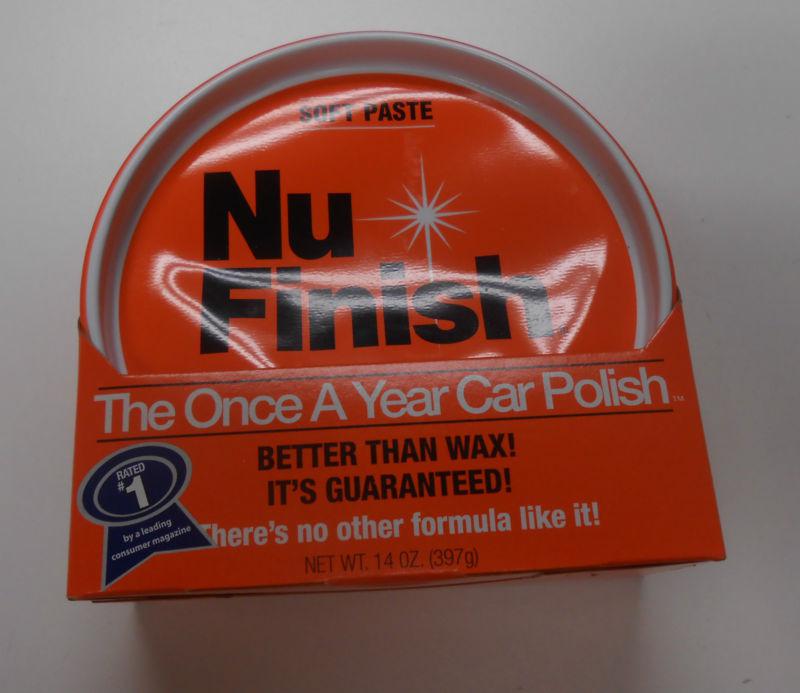 SOFT PASTE
Nu
Finish
The Once A Year Car Polish™
BETTER THAN WAX!
IT'S GUARANTEED!
There's no other formula like it!
NET WT. 14 OZ. (397g)
RATED
#1
by a leading
consumer magazine